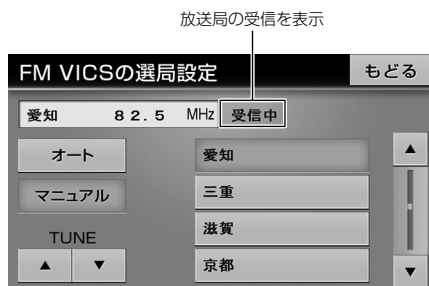 放送局の受信を表示
FM VICSの選局設定 もどる
愛知 82.5 MHz 受信中
オート 愛知
マニュアル 三重
滋賀
TUNE
▲ ▼ 京都